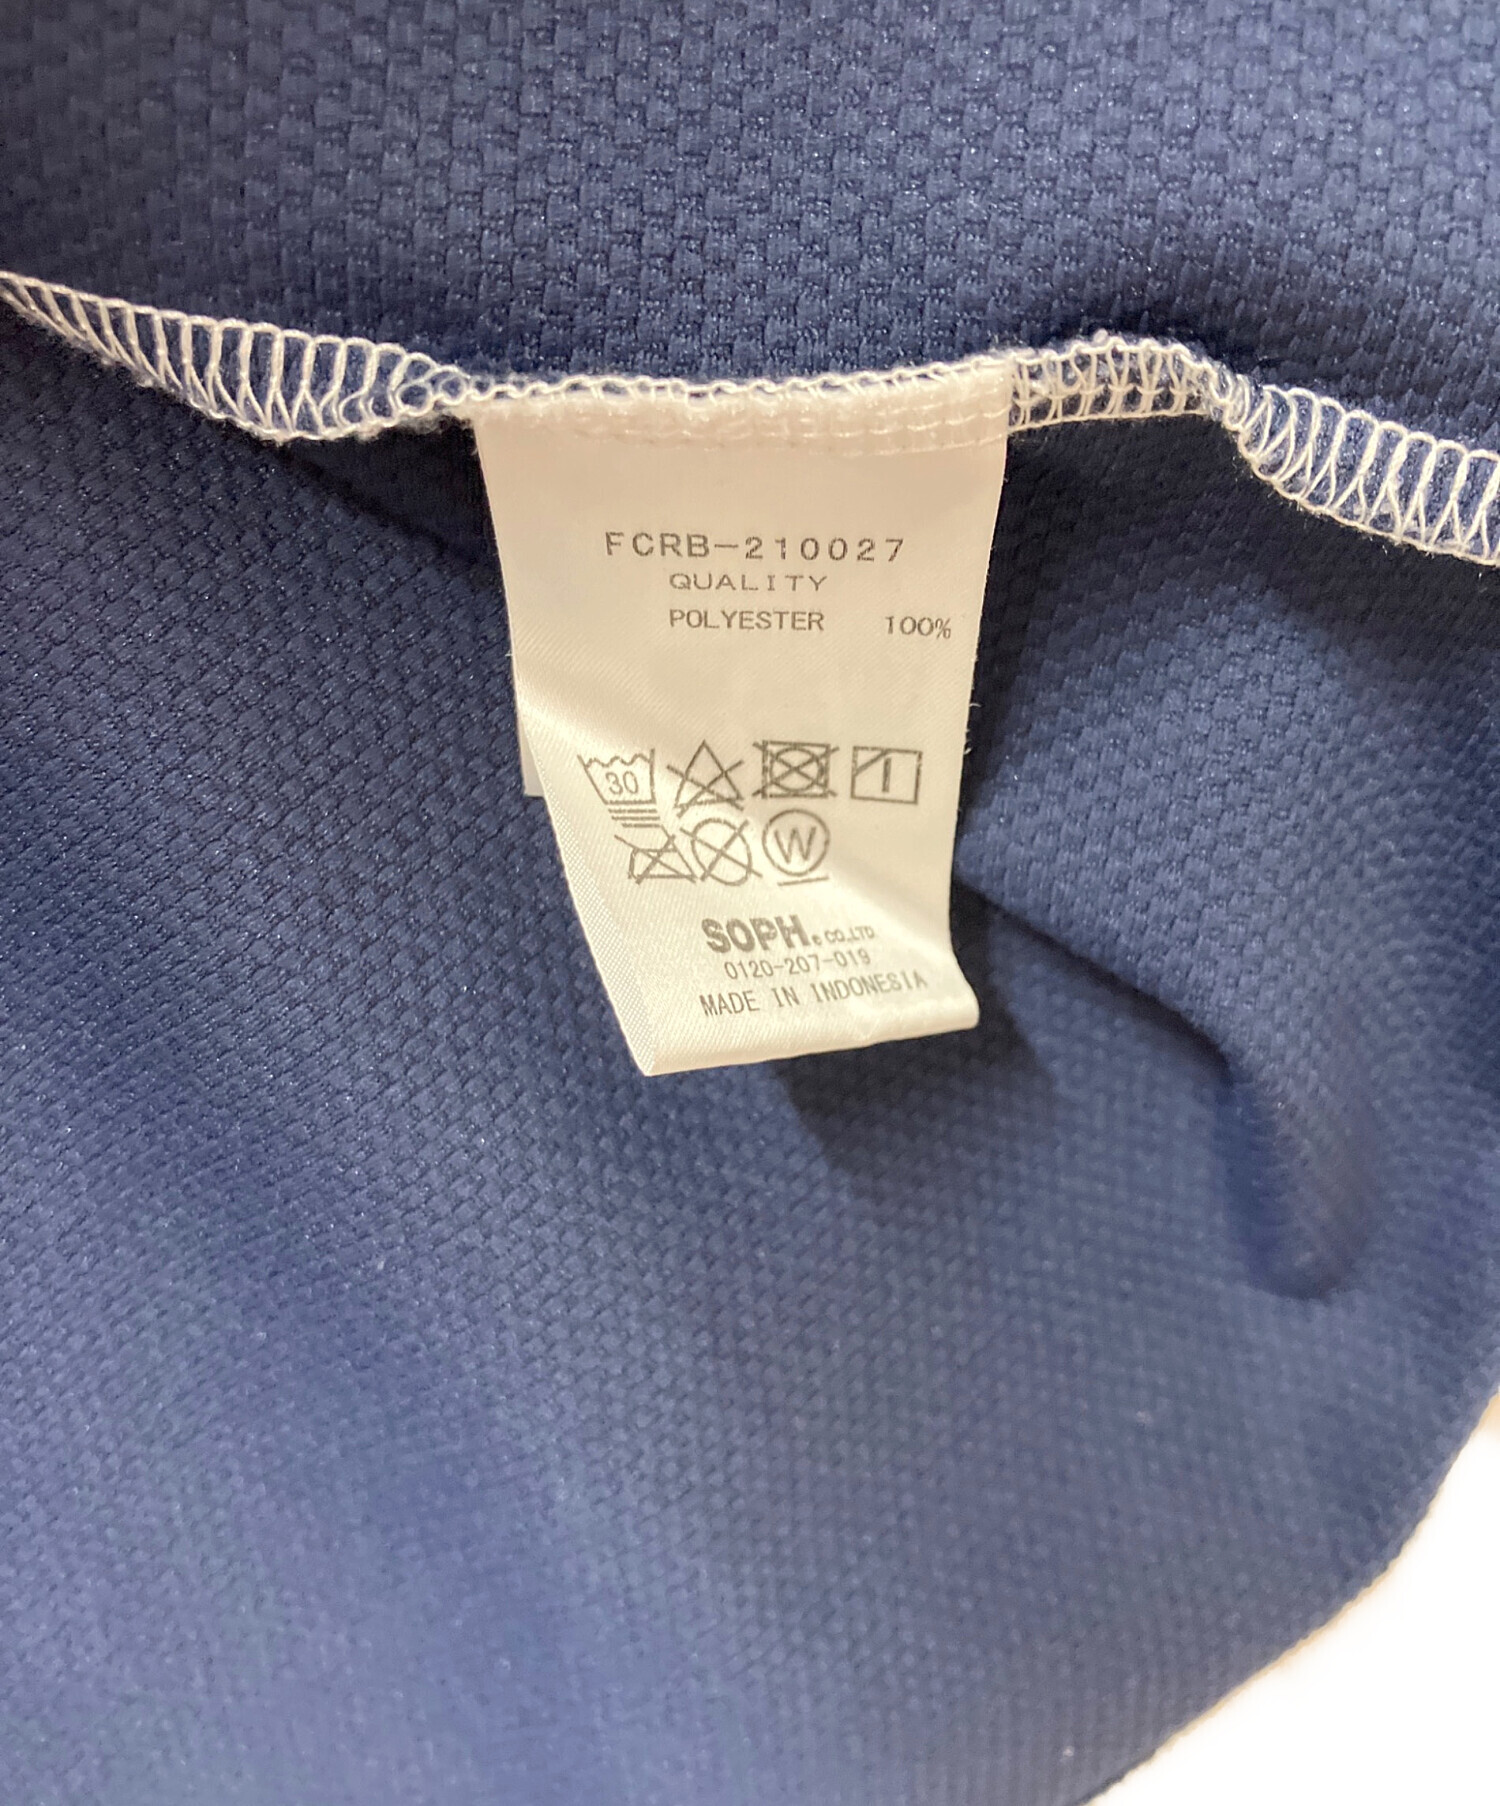 FCRB-210027
QUALITY
POLYESTER 100%
30
W
SOPH. CO.,LTD.
0120-207-019
MADE IN INDONESIA